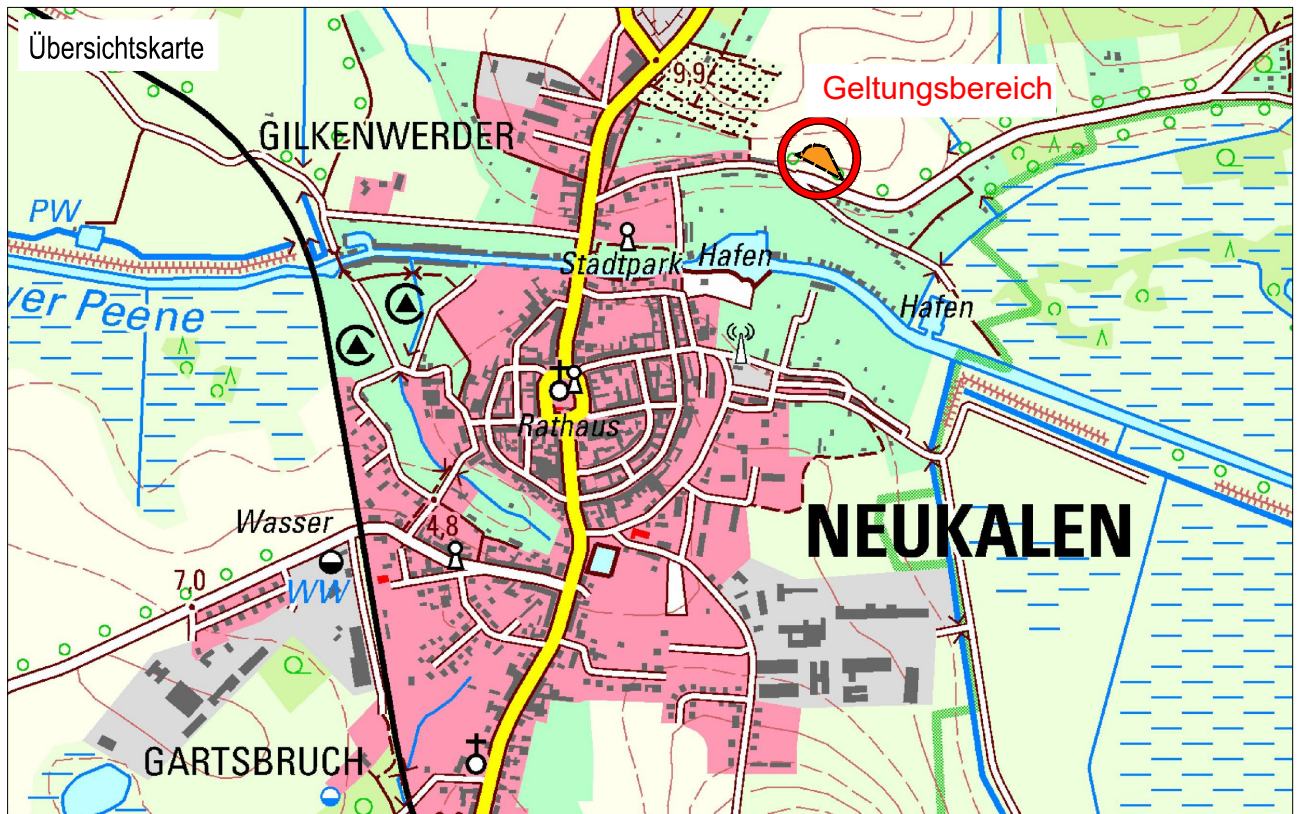 Übersichtskarte
9,9
Geltungsbereich
GILKENWERDER
PW
Stadtpark
Hafen
ver Peene
Hafen
Rathaus
Wasser
4,8
NEUKALEN
7,0
WW
GARTSBRUCH